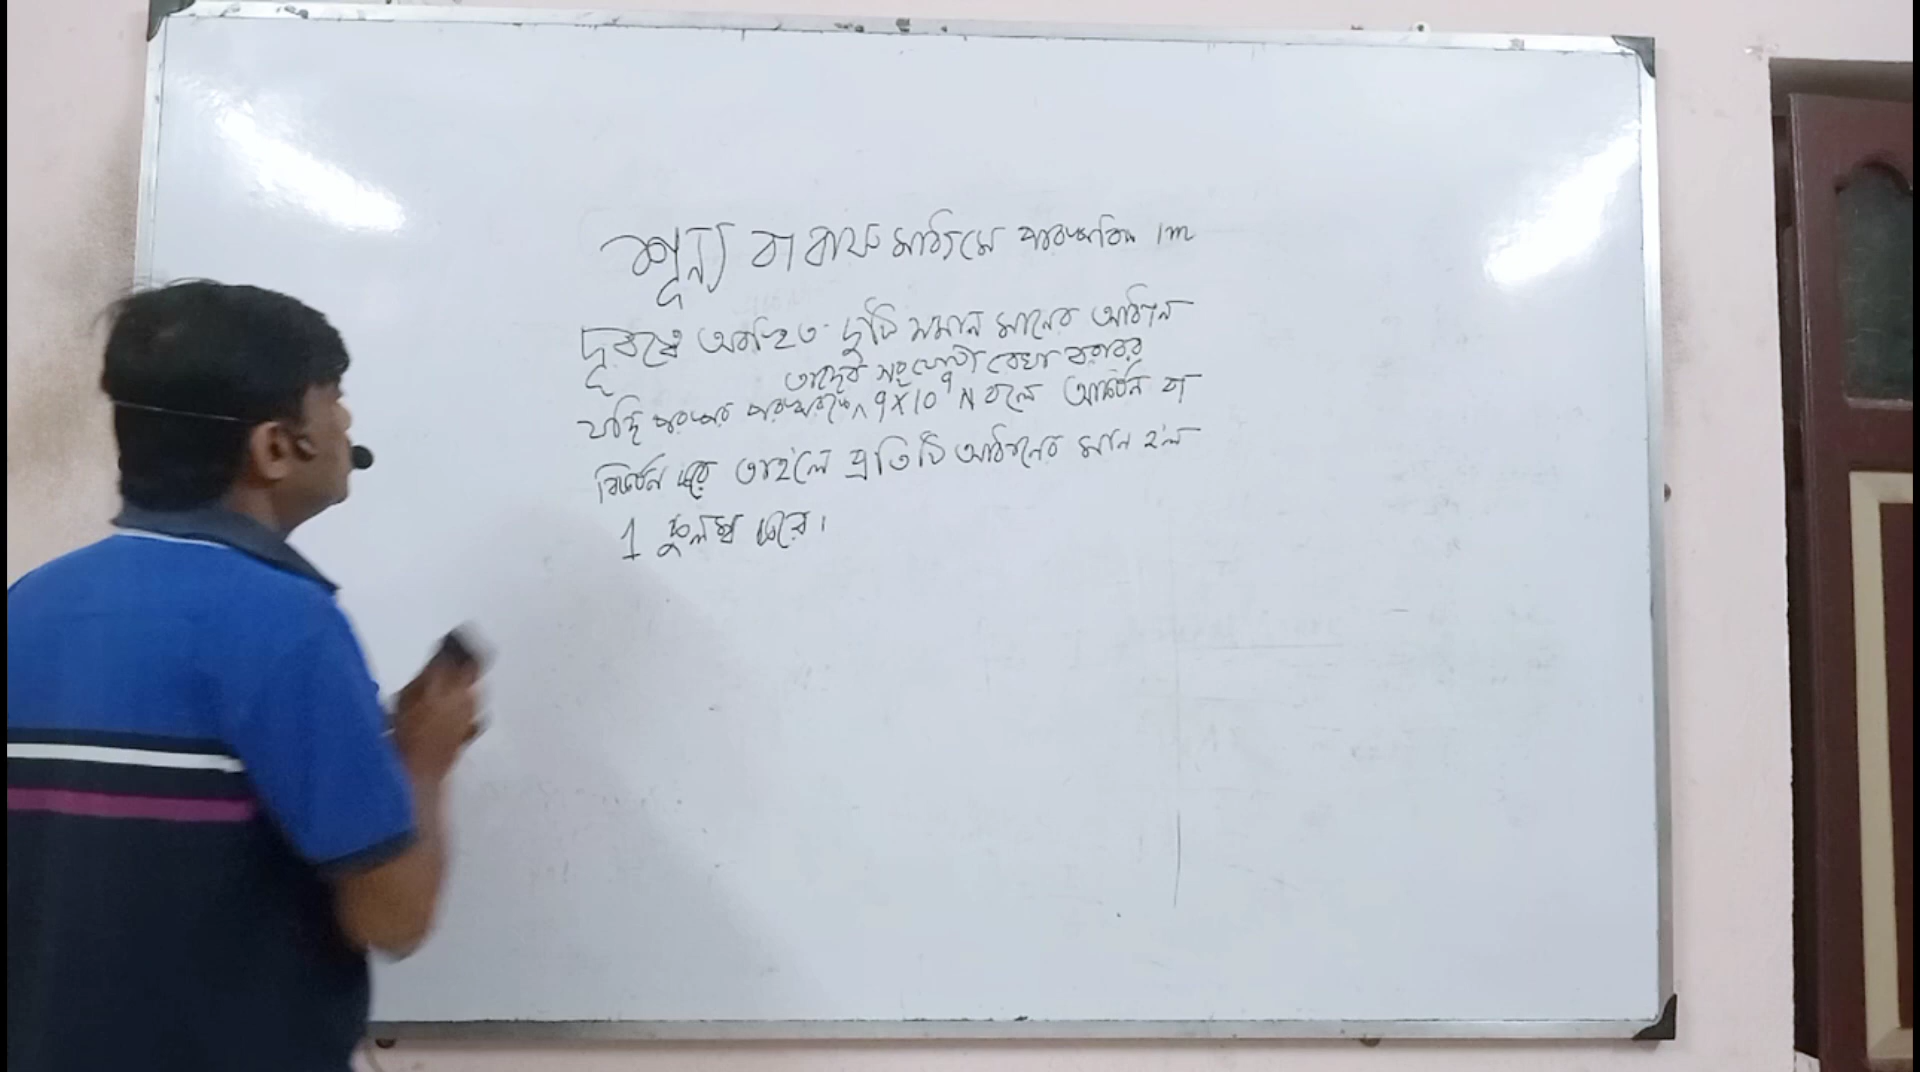 শূন্য বা বায়ু মাধ্যমে পরস্পর 1m
দূরত্বে অবস্থিত দুটি সমান মানের আধান
তাদের সংযোগী রেখা বরাবর
যদি পরস্পর পরস্পরকে ^ 9×10⁹ N বলে আকর্ষণ বা
বিকর্ষণ করে তাহলে প্রতিটি আধানের মান হল
1 কুলম্ব করে।